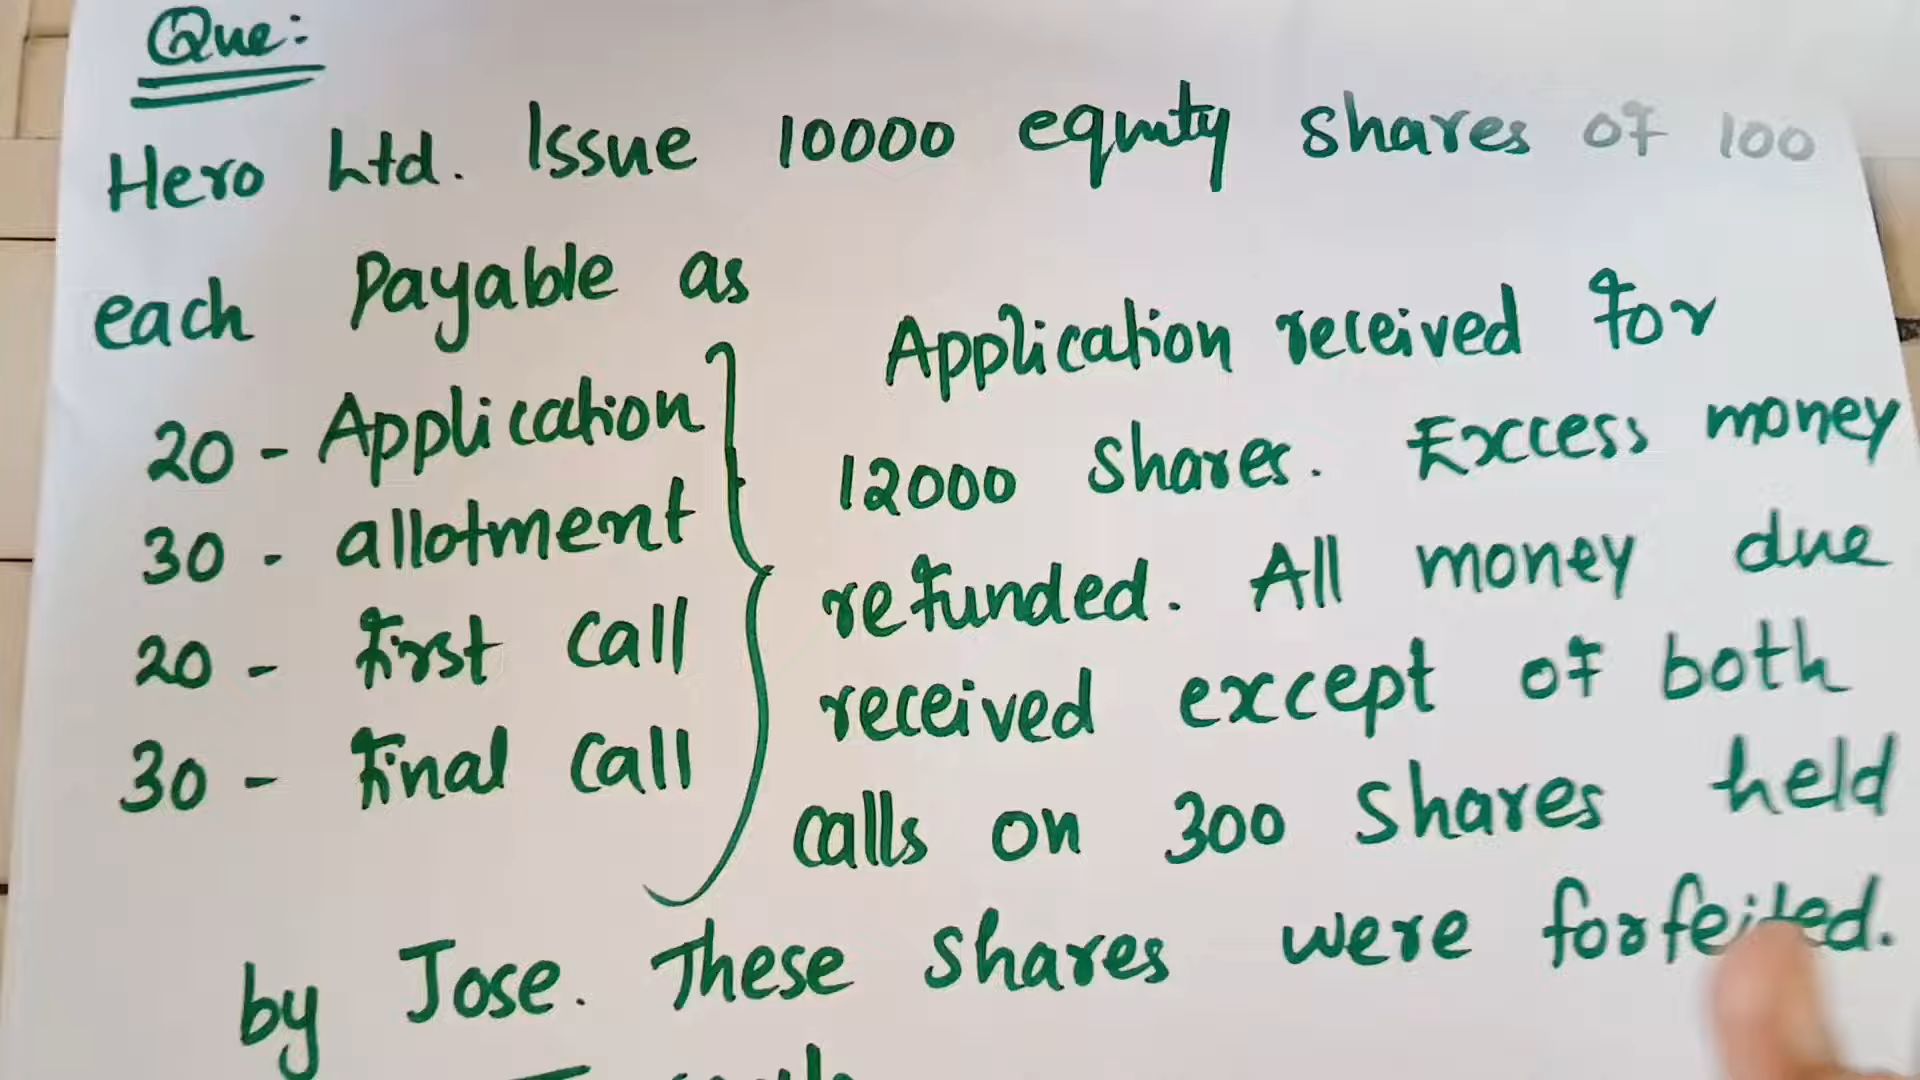 Que:
Hero Ltd. Issue 10000 equity shares of 100
each Payable as
20 - Application
30 - allotment
20 - First call
30 - Final call
Application received for
12000 shares. Excess money
refunded. All money due
received except of both
calls on 300 shares held
by Jose. These shares were forfeited.